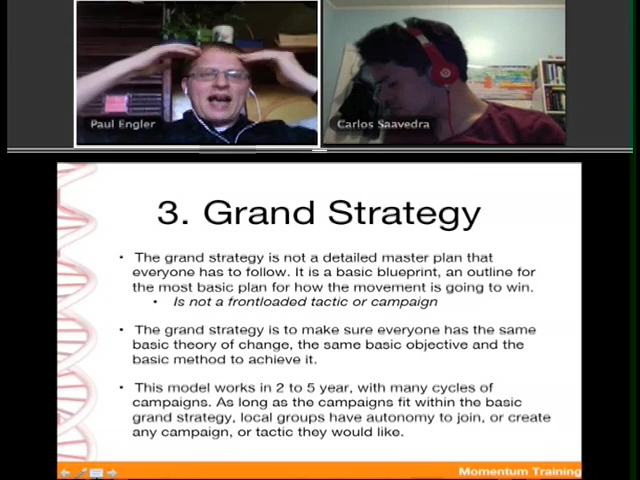 Paul Engler
Carlos Saavedra
3. Grand Strategy
• The grand strategy is not a detailed master plan that
everyone has to follow. It is a basic blueprint, an outline for
the most basic plan for how the movement is going to win.
• Is not a frontloaded tactic or campaign
• The grand strategy is to make sure everyone has the same
basic theory of change, the same basic objective and the
basic method to achieve it.
• This model works in 2 to 5 year, with many cycles of
campaigns. As long as the campaigns fit within the basic
grand strategy, local groups have autonomy to join, or create
any campaign, or tactic they would like.
Momentum Training